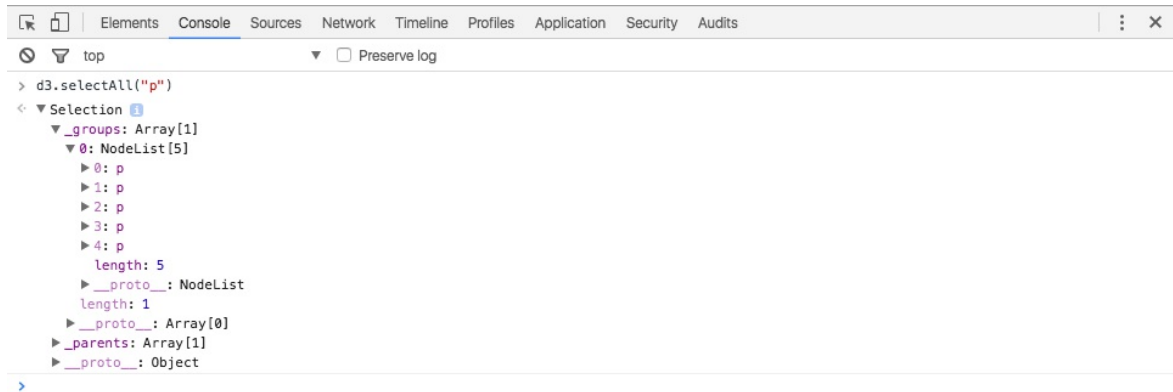 Elements Console Sources Network Timeline Profiles Application Security Audits
top Preserve log
> d3.selectAll("p")
Selection i
_groups: Array[1]
0: NodeList[5]
0: p
1: p
2: p
3: p
4: p
length: 5
__proto__: NodeList
length: 1
__proto__: Array[0]
_parents: Array[1]
__proto__: Object
>